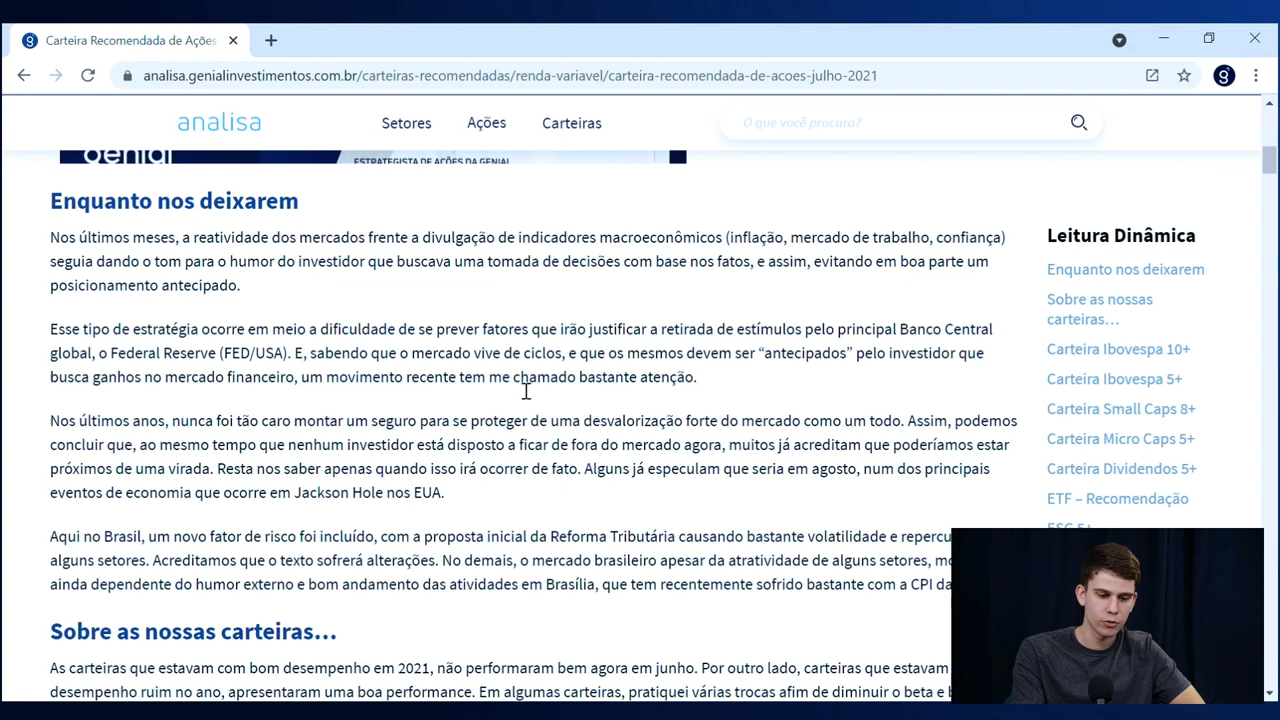 Carteira Recomendada de Ações
analisa.genialinvestimentos.com.br/carteiras-recomendadas/renda-variavel/carteira-recomendada-de-acoes-julho-2021
analisa
Setores
Ações
Carteiras
O que você procura?
genial
ESTRATEGISTA DE AÇÕES DA GENIAL
Enquanto nos deixarem
Nos últimos meses, a reatividade dos mercados frente a divulgação de indicadores macroeconômicos (inflação, mercado de trabalho, confiança)
seguia dando o tom para o humor do investidor que buscava uma tomada de decisões com base nos fatos, e assim, evitando em boa parte um
posicionamento antecipado.
Esse tipo de estratégia ocorre em meio a dificuldade de se prever fatores que irão justificar a retirada de estímulos pelo principal Banco Central
global, o Federal Reserve (FED/USA). E, sabendo que o mercado vive de ciclos, e que os mesmos devem ser “antecipados” pelo investidor que
busca ganhos no mercado financeiro, um movimento recente tem me chamado bastante atenção.
Nos últimos anos, nunca foi tão caro montar um seguro para se proteger de uma desvalorização forte do mercado como um todo. Assim, podemos
concluir que, ao mesmo tempo que nenhum investidor está disposto a ficar de fora do mercado agora, muitos já acreditam que poderíamos estar
próximos de uma virada. Resta nos saber apenas quando isso irá ocorrer de fato. Alguns já especulam que seria em agosto, num dos principais
eventos de economia que ocorre em Jackson Hole nos EUA.
Aqui no Brasil, um novo fator de risco foi incluído, com a proposta inicial da Reforma Tributária causando bastante volatilidade e repercu
alguns setores. Acreditamos que o texto sofrerá alterações. No demais, o mercado brasileiro apesar da atratividade de alguns setores, mo
ainda dependente do humor externo e bom andamento das atividades em Brasília, que tem recentemente sofrido bastante com a CPI da
Sobre as nossas carteiras…
As carteiras que estavam com bom desempenho em 2021, não performaram bem agora em junho. Por outro lado, carteiras que estavam
desempenho ruim no ano, apresentaram uma boa performance. Em algumas carteiras, pratiquei várias trocas afim de diminuir o beta e b
Leitura Dinâmica
Enquanto nos deixarem
Sobre as nossas
carteiras…
Carteira Ibovespa 10+
Carteira Ibovespa 5+
Carteira Small Caps 8+
Carteira Micro Caps 5+
Carteira Dividendos 5+
ETF – Recomendação
ESG 5+